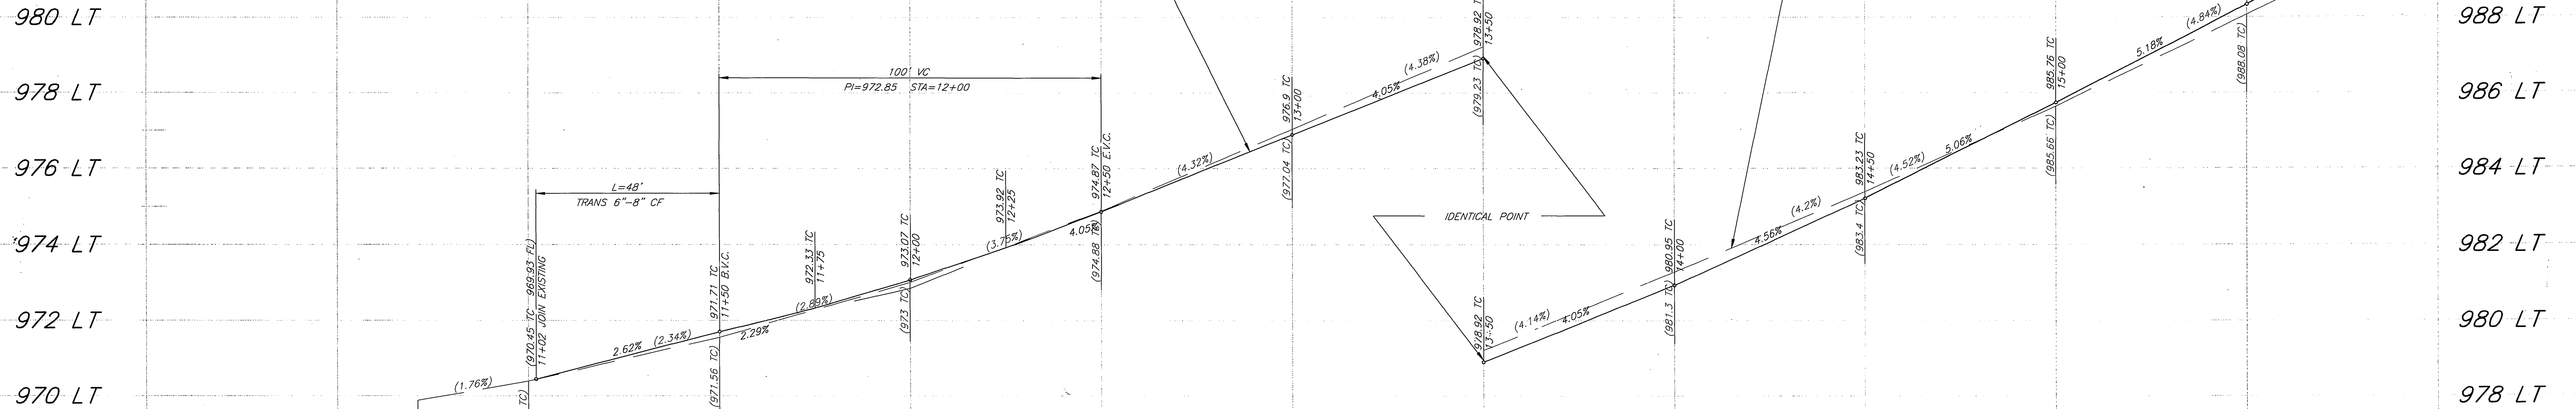 980 LT
978 LT
976 LT
974 LT
972 LT
970 LT
(1.76%)
TC)
(970.45 TC 969.93 FL)
11+02 JOIN EXISTING
L=48'
TRANS 6"-8" CF
2.62%
(2.34%)
(971.56 TC)
971.71 TC
11+50 B.V.C.
2.29%
100' VC
PI=972.85 STA=12+00
972.33 TC
11+75
(2.89%)
973.07 TC
12+00
(973 TC)
973.92 TC
12+25
(3.75%)
4.05%
974.87 TC
12+50 E.V.C.
(974.88 TC)
(4.32%)
976.9 TC
13+00
(977.04 TC)
4.05%
(4.38%)
978.92 T
13+50
(979.23 TC)
IDENTICAL POINT
978.92 TC
13+50
(4.14%)
4.05%
980.95 TC
14+00
(981.3 TC)
4.56%
(4.2%)
983.23 TC
14+50
(983.4 TC)
(4.52%)
5.06%
985.76 TC
15+00
(985.66 TC)
5.18%
(4.84%)
(988.08 TC)
988 LT
986 LT
984 LT
982 LT
980 LT
978 LT